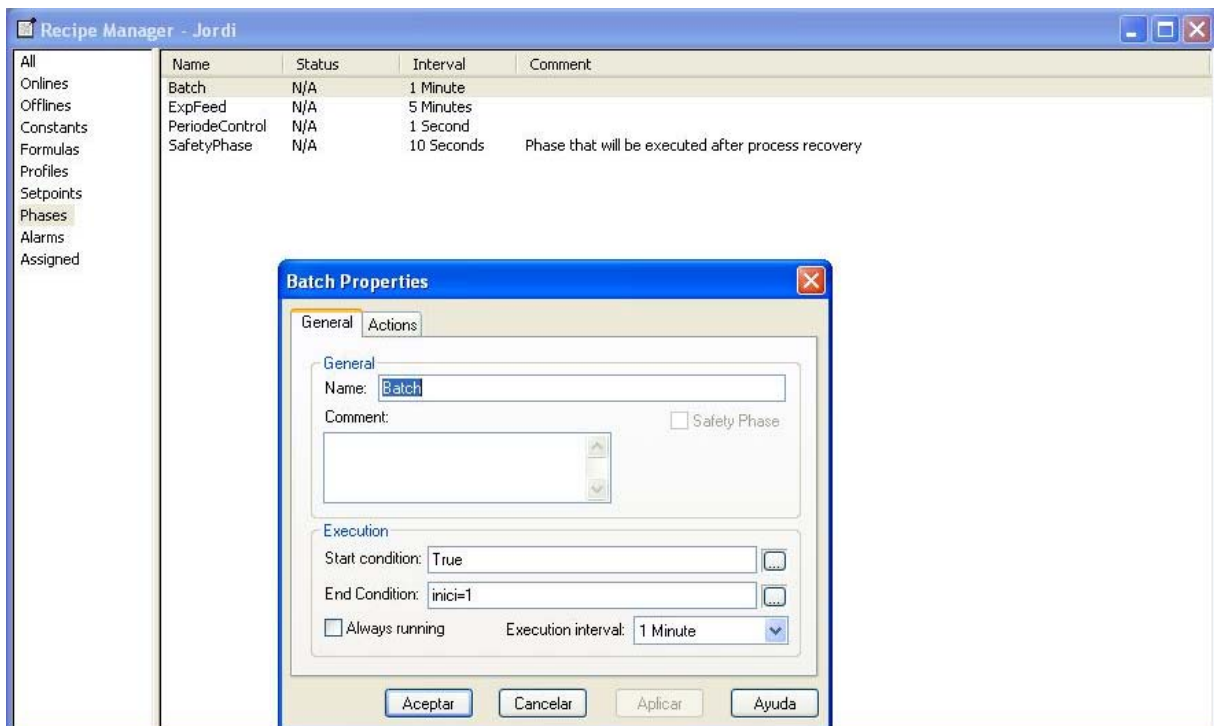 Recipe Manager - Jordi
All
Onlines
Offlines
Constants
Formulas
Profiles
Setpoints
Phases
Alarms
Assigned
Name Status Interval Comment
Batch N/A 1 Minute
ExpFeed N/A 5 Minutes
PeriodeControl N/A 1 Second
SafetyPhase N/A 10 Seconds Phase that will be executed after process recovery
Batch Properties
General Actions
General
Name: Batch
Comment: Safety Phase
Execution
Start condition: True ...
End Condition: inici=1 ...
Always running Execution interval: 1 Minute
Aceptar Cancelar Aplicar Ayuda